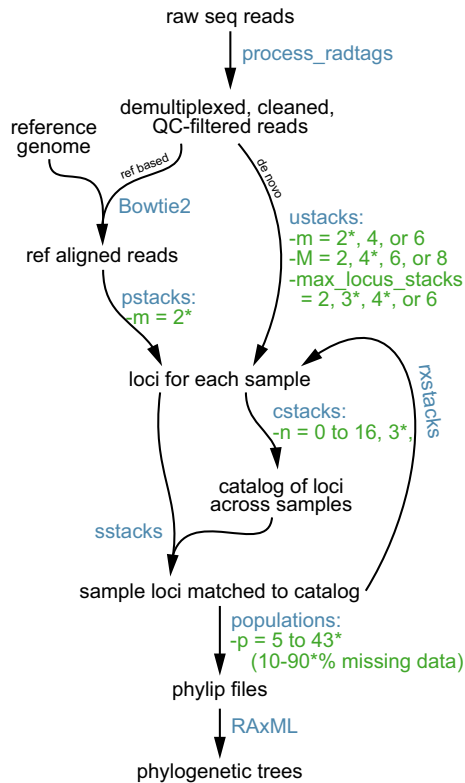 raw seq reads
process_radtags
demultiplexed, cleaned,
QC-filtered reads
reference
genome
ref based
de novo
Bowtie2
ustacks:
-m = 2*, 4, or 6
-M = 2, 4*, 6, or 8
-max_locus_stacks
= 2, 3*, 4*, or 6
ref aligned reads
pstacks:
-m = 2*
loci for each sample
rxstacks
cstacks:
-n = 0 to 16, 3*,
catalog of loci
across samples
sstacks
sample loci matched to catalog
populations:
-p = 5 to 43*
(10-90*% missing data)
phylip files
RAxML
phylogenetic trees